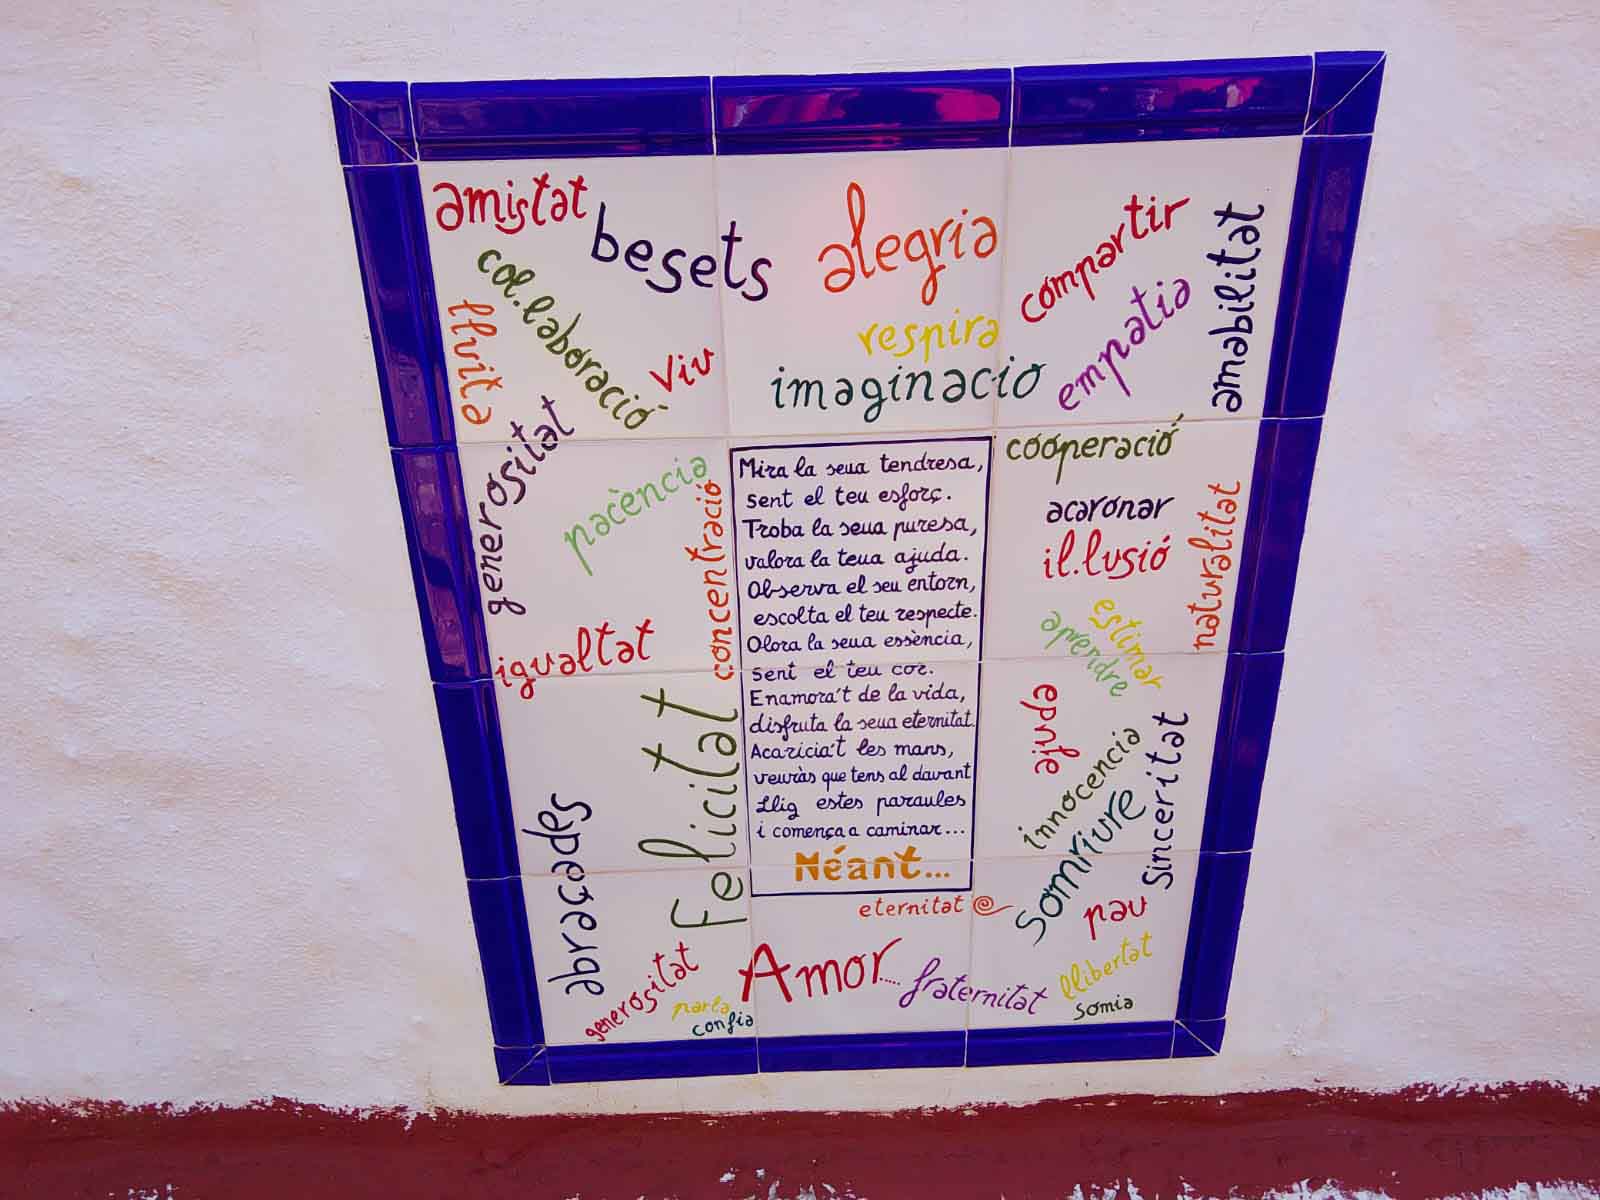 amistat
besets
alegria
compartir
amabilitat
col.laboració
lluita
viu
respira
imaginacio
empatia
generositat
pacència
concentració
cooperació
acaronar
il.lusió
naturalitat
igualtat
estimar
aprendre
Mira la seua tendresa,
sent el teu esforç.
Troba la seua puresa,
valora la teua ajuda.
Observa el seu entorn,
escolta el teu respecte.
Olora la seua essència,
sent el teu cor.
Enamora't de la vida,
disfruta la seua eternitat.
Acaricia't les mans,
veuràs que tens al davant
Llig estes paraules
i comença a caminar...
Néant...
Felicitat
ajuda
innocencia
Sinceritat
Somriure
abraçades
eternitat
pau
generositat
parla
confia
Amor.....
fraternitat
llibertat
somia